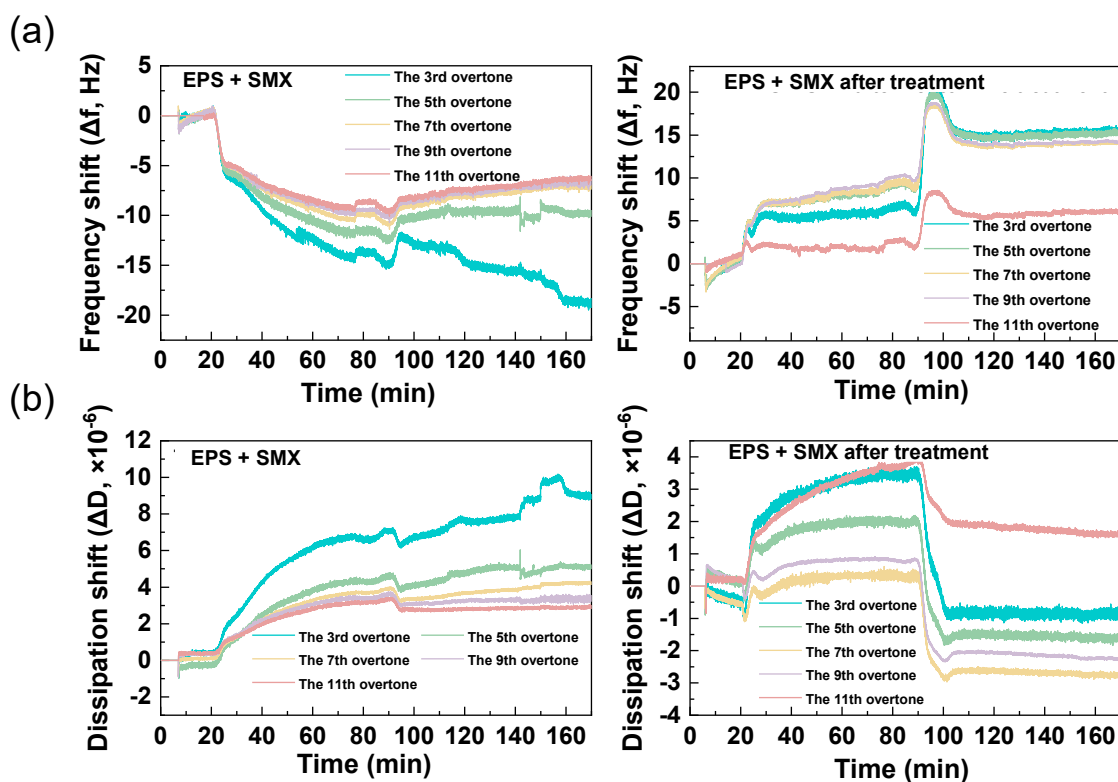 (a)
Frequency shift (Δf, Hz)
5
0
-5
-10
-15
-20
EPS + SMX
The 3rd overtone
The 5th overtone
The 7th overtone
The 9th overtone
The 11th overtone
0 20 40 60 80 100 120 140 160
Time (min)
Frequency shift (Δf, Hz)
20
15
10
5
0
-5
EPS + SMX after treatment
The 3rd overtone
The 5th overtone
The 7th overtone
The 9th overtone
The 11th overtone
0 20 40 60 80 100 120 140 160
Time (min)
(b)
Dissipation shift (ΔD, ×10⁻⁶)
12
10
8
6
4
2
0
-2
EPS + SMX
The 3rd overtone The 5th overtone
The 7th overtone The 9th overtone
The 11th overtone
0 20 40 60 80 100 120 140 160
Time (min)
Dissipation shift (ΔD, ×10⁻⁶)
4
3
2
1
0
-1
-2
-3
-4
EPS + SMX after treatment
The 3rd overtone
The 5th overtone
The 7th overtone
The 9th overtone
The 11th overtone
0 20 40 60 80 100 120 140 160
Time (min)